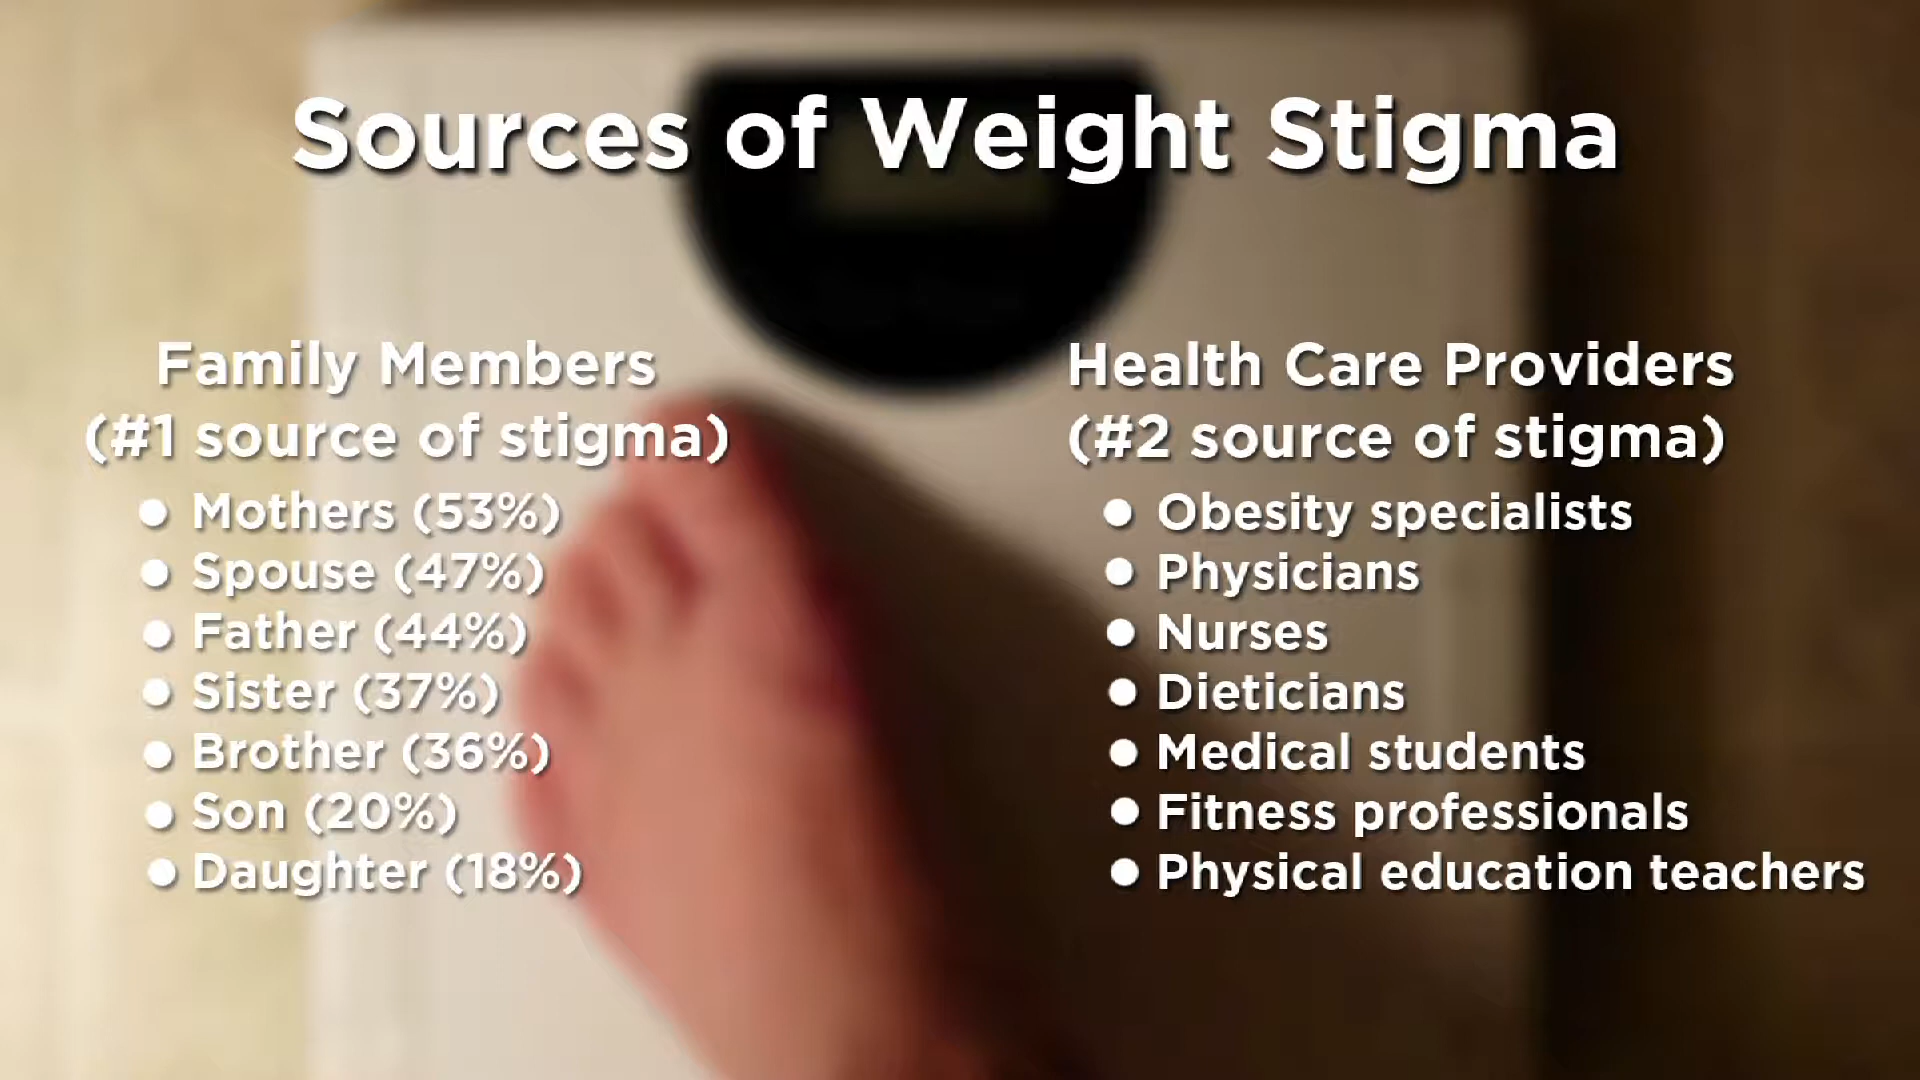 Sources of Weight Stigma
Family Members
(#1 source of stigma)
● Mothers (53%)
● Spouse (47%)
● Father (44%)
● Sister (37%)
● Brother (36%)
● Son (20%)
● Daughter (18%)
Health Care Providers
(#2 source of stigma)
● Obesity specialists
● Physicians
● Nurses
● Dieticians
● Medical students
● Fitness professionals
● Physical education teachers